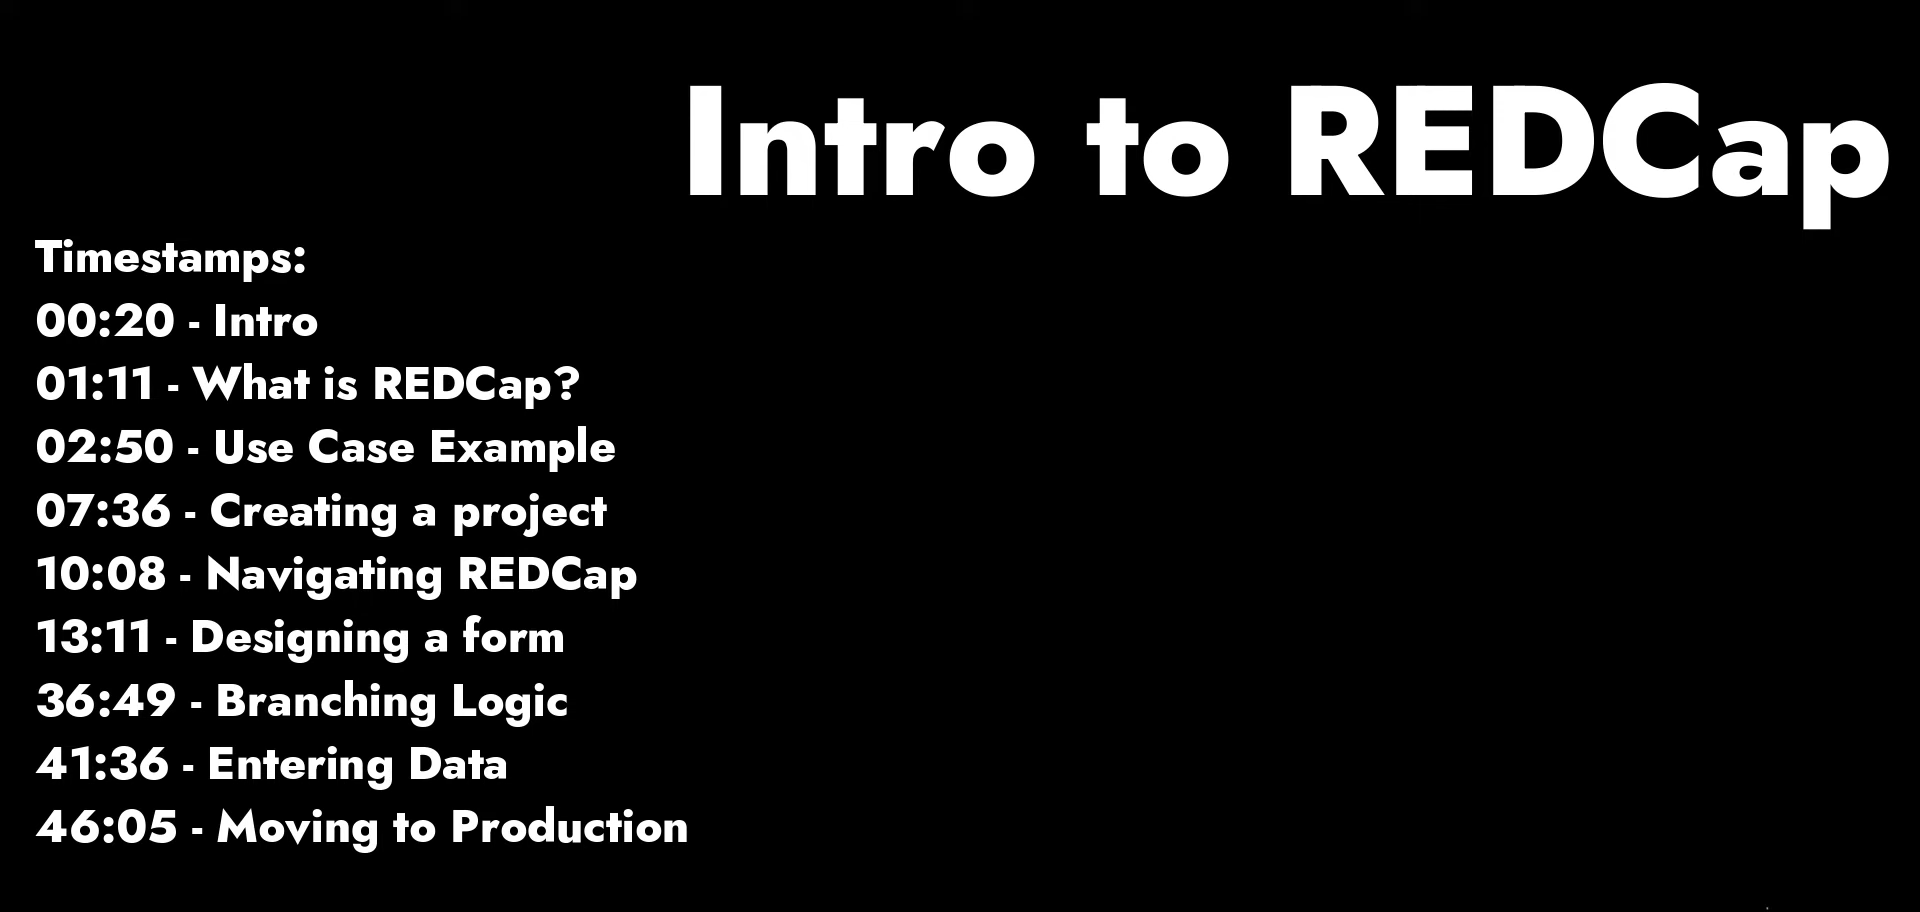 Intro to REDCap
Timestamps:
00:20 - Intro
01:11 - What is REDCap?
02:50 - Use Case Example
07:36 - Creating a project
10:08 - Navigating REDCap
13:11 - Designing a form
36:49 - Branching Logic
41:36 - Entering Data
46:05 - Moving to Production